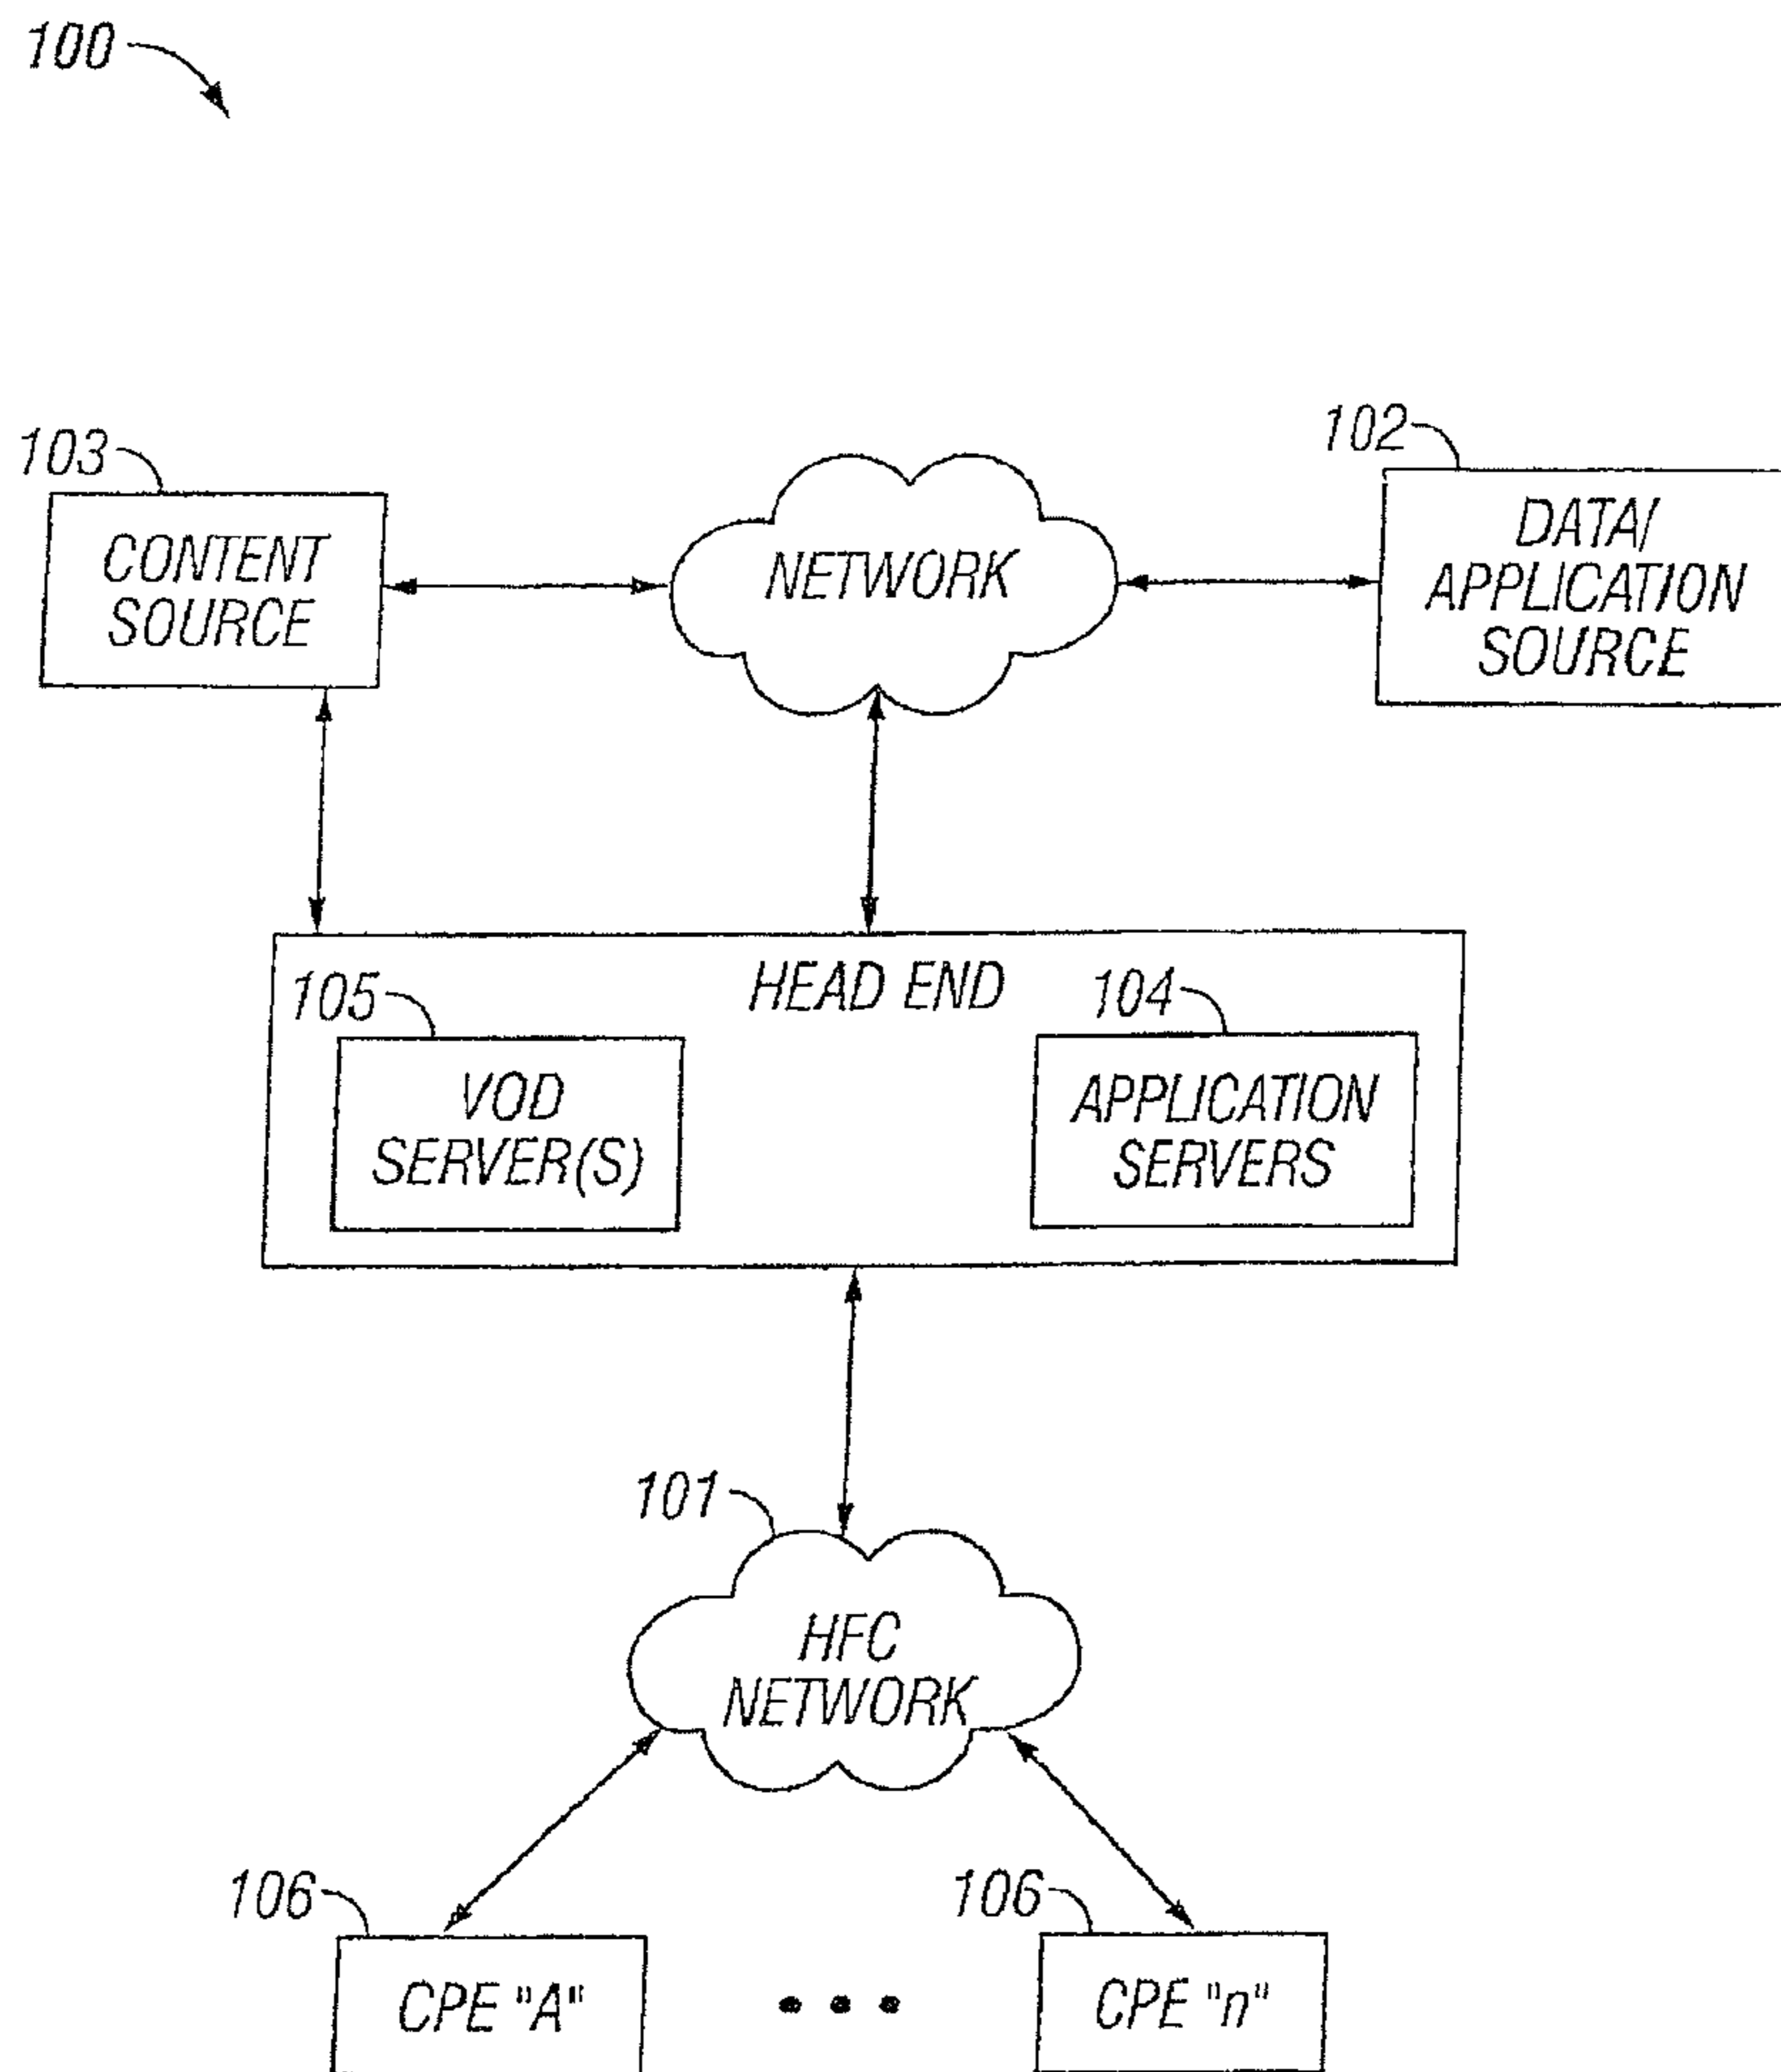 100
103
102
CONTENT
SOURCE
NETWORK
DATA/
APPLICATION
SOURCE
HEAD END
105
104
VOD
SERVER(S)
APPLICATION
SERVERS
101
HFC
NETWORK
106
106
CPE "A"
• • •
CPE "n"